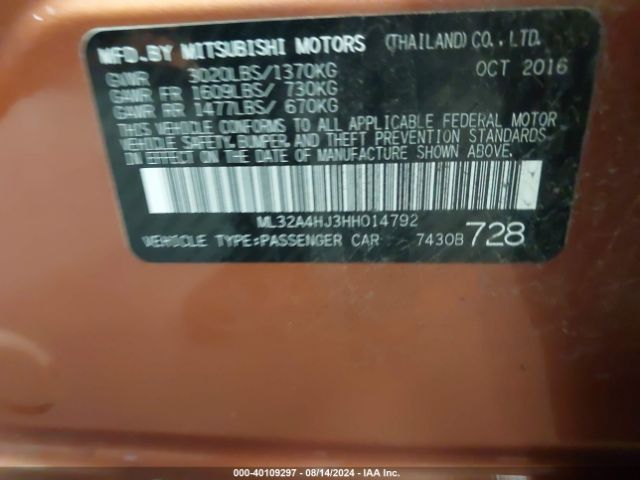 MFD.BY MITSUBISHI MOTORS (THAILAND) CO., LTD.
GVWR 3020LBS/1370KG OCT 2016
GAWR FR 1609LBS/ 730KG
GAWR RR 1477LBS/ 670KG
THIS VEHICLE CONFORMS TO ALL APPLICABLE FEDERAL MOTOR
VEHICLE SAFETY, BUMPER, AND THEFT PREVENTION STANDARDS
IN EFFECT ON THE DATE OF MANUFACTURE SHOWN ABOVE.
ML32A4HJ3HH014792
VEHICLE TYPE:PASSENGER CAR 7430B 728
000-40109297 - 08/14/2024 - IAA Inc.